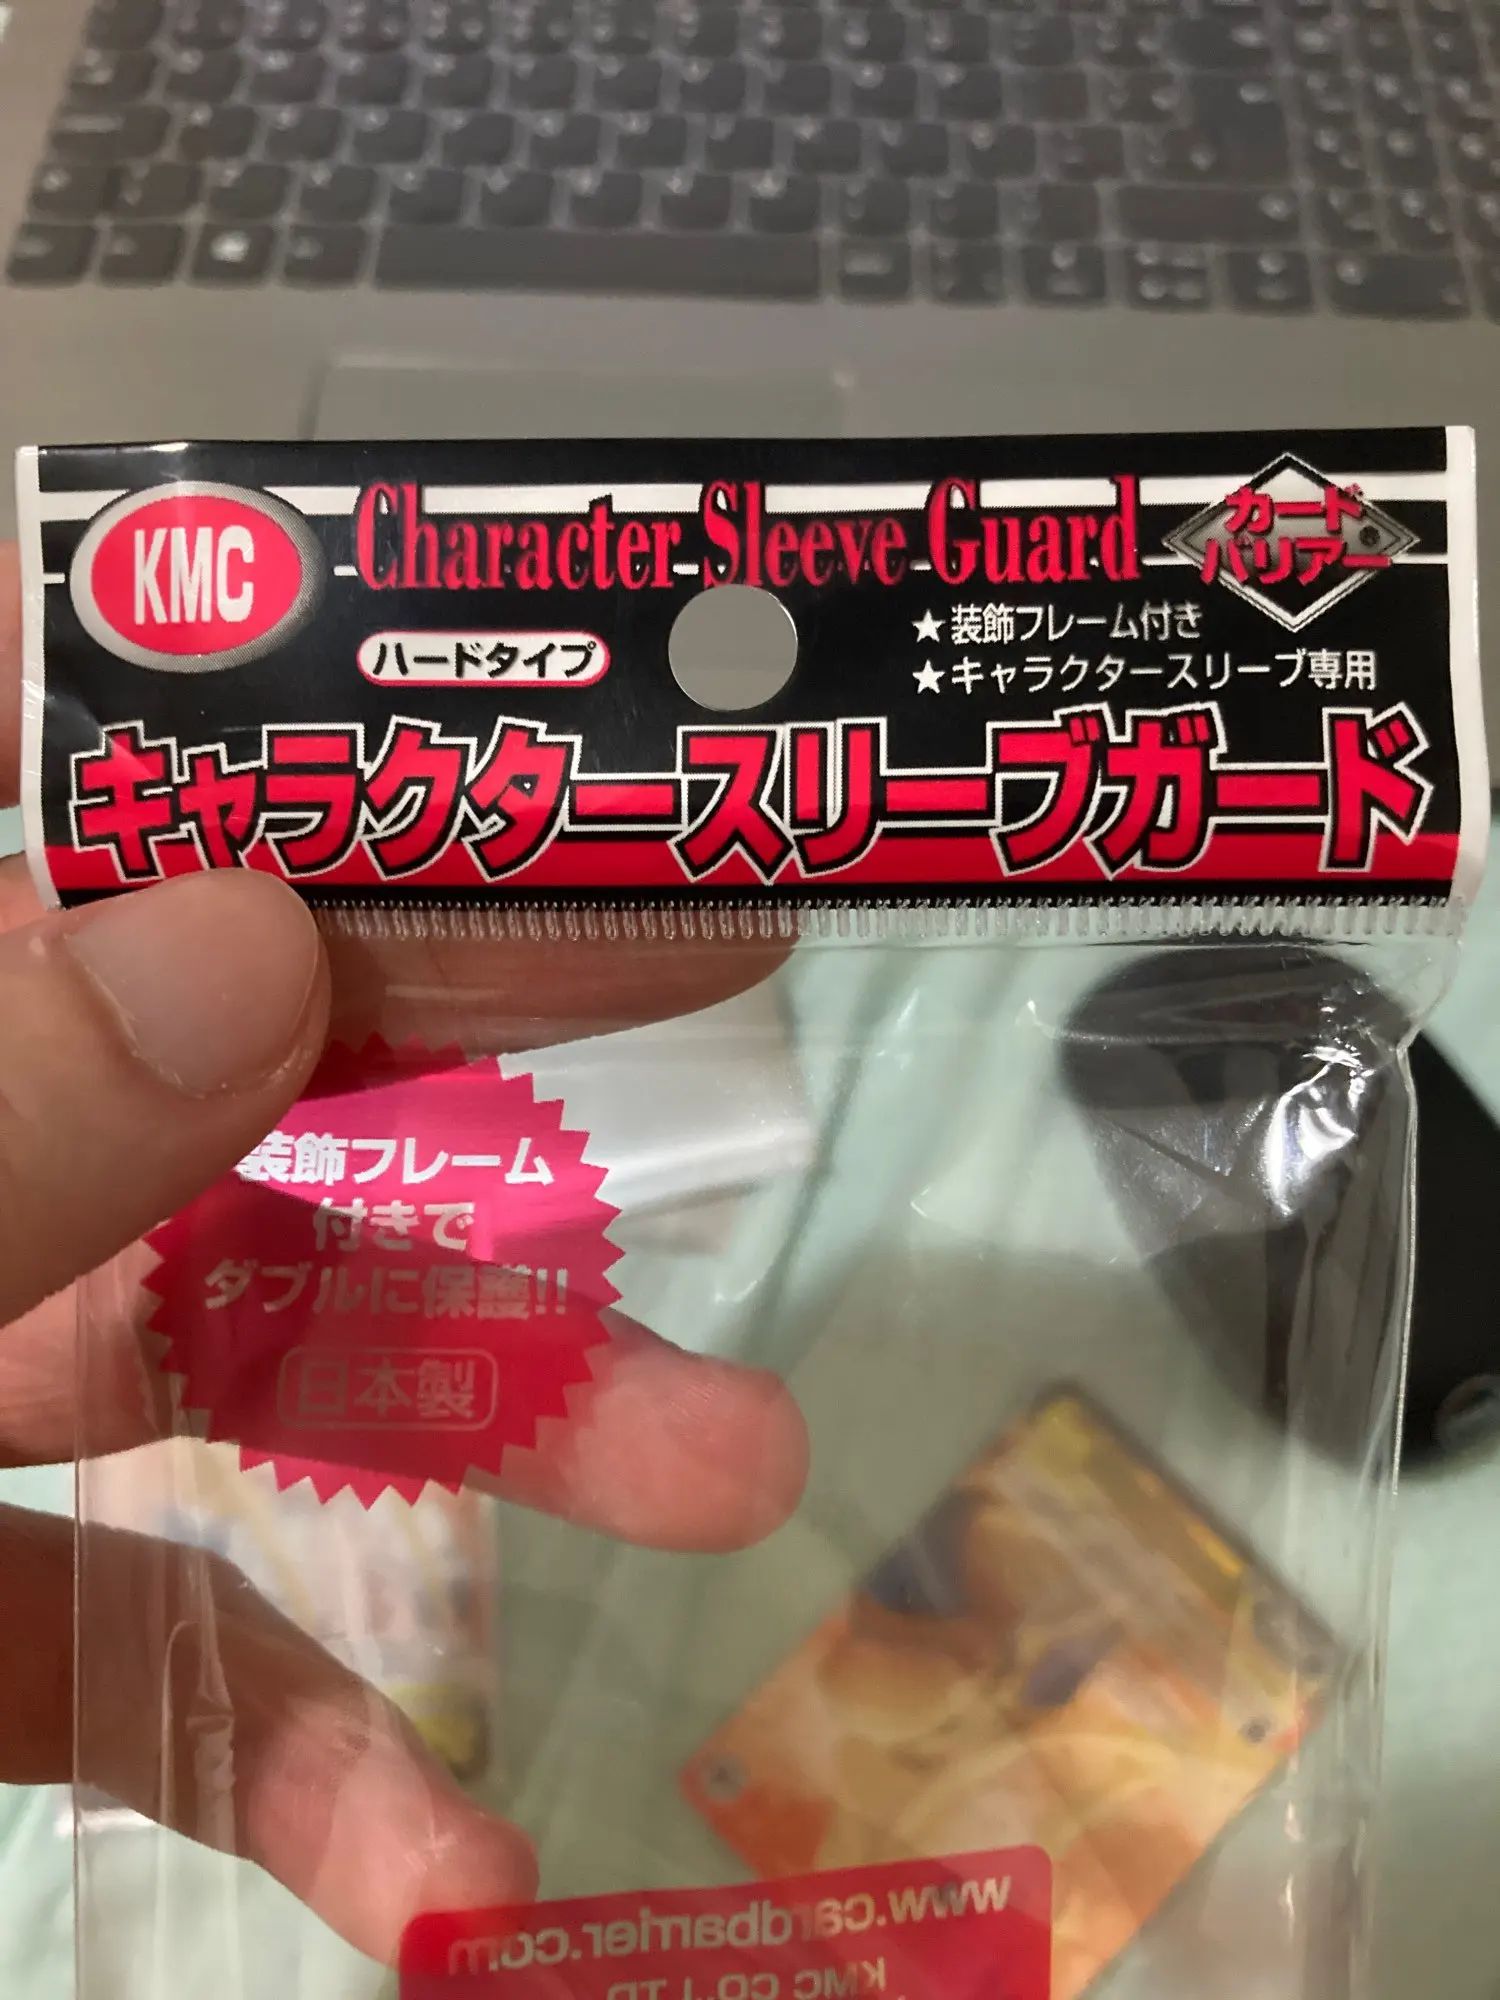 KMC
Character Sleeve Guard
カード
バリアー®
ハードタイプ
★装飾フレーム付き
★キャラクタースリーブ専用
キャラクタースリーブガード
装飾フレーム
付きで
ダブルに保護!!
日本製
www.cardbarrier.com
KMC CO.,LTD.